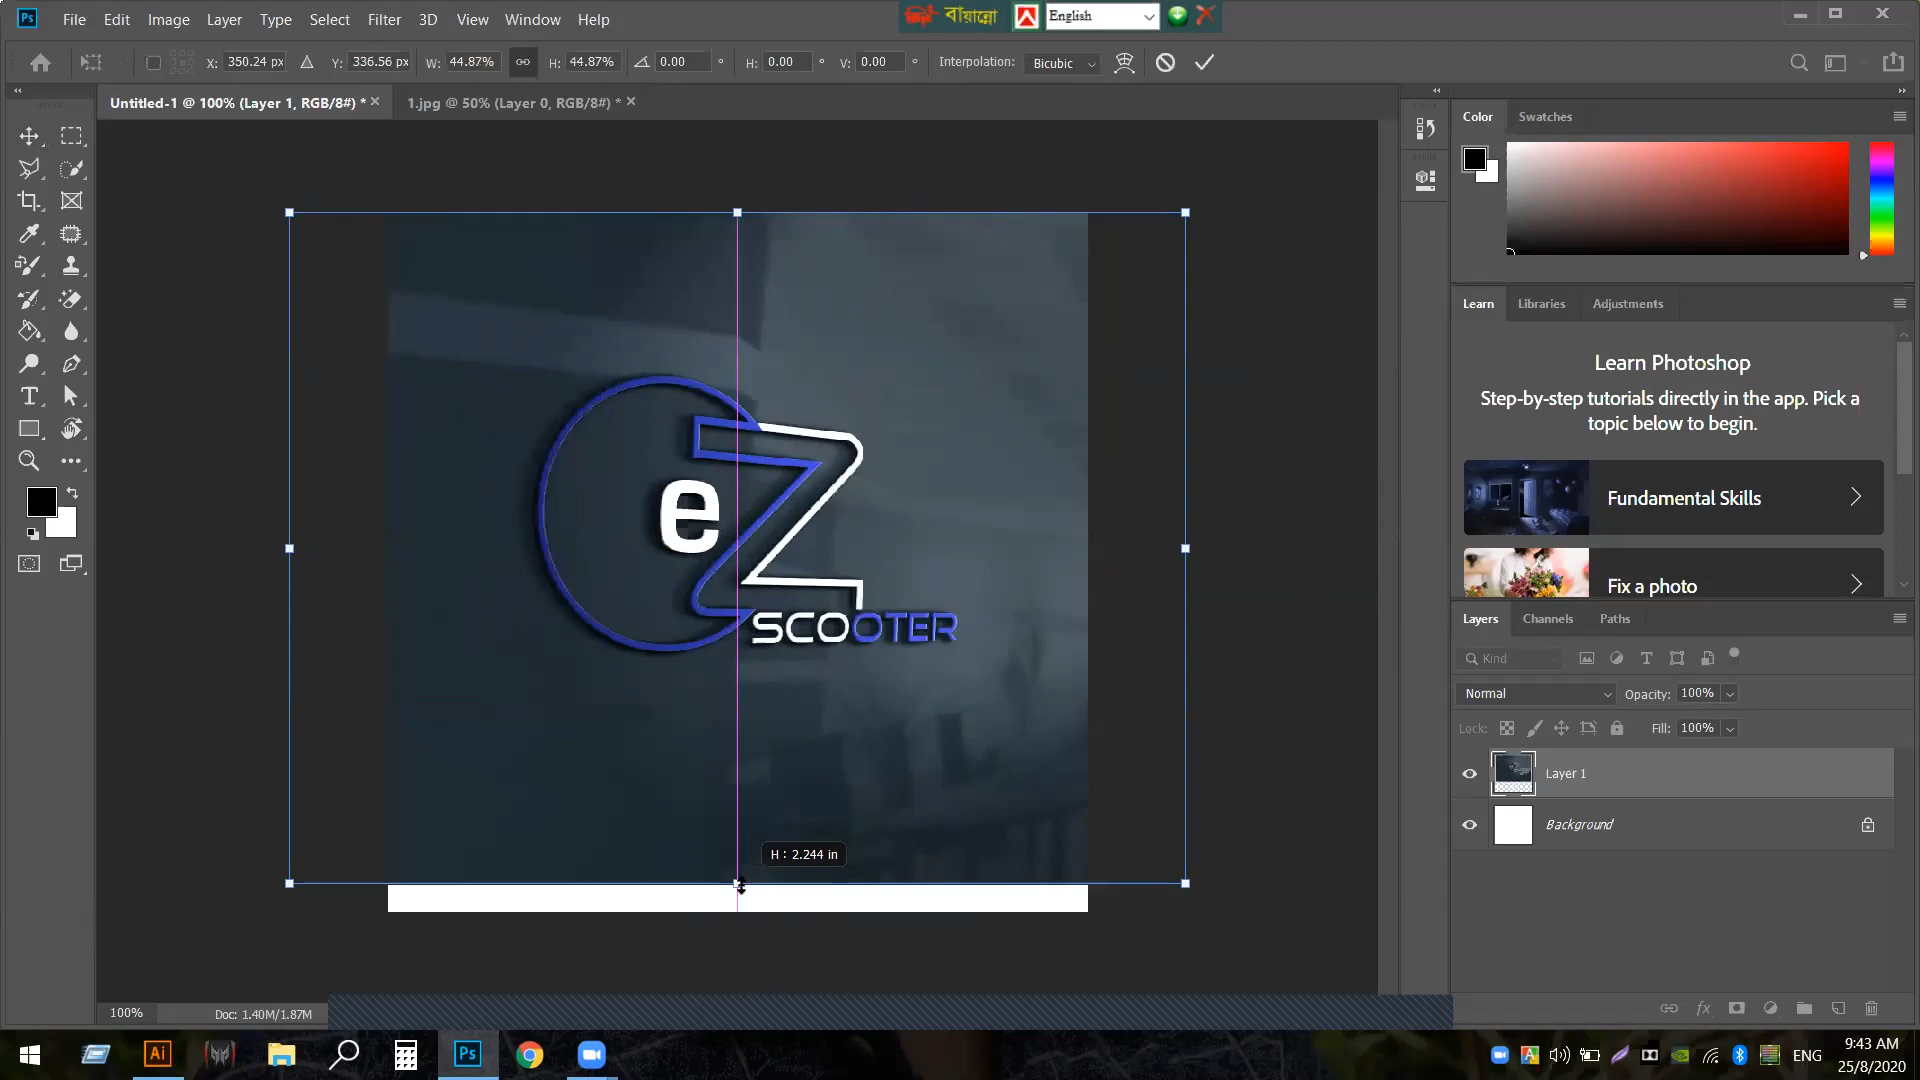 Ps File Edit Image Layer Type Select Filter 3D View Window Help
বায়ান্নো English
X: 350.24 px Y: 336.56 px W: 44.87% H: 44.87% 0.00 ° H: 0.00 ° V: 0.00 ° Interpolation: Bicubic
Untitled-1 @ 100% (Layer 1, RGB/8#) * 1.jpg @ 50% (Layer 0, RGB/8#) *
Color Swatches
Learn Libraries Adjustments
Learn Photoshop
Step-by-step tutorials directly in the app. Pick a
topic below to begin.
Fundamental Skills
Fix a photo
eZ
SCOOTER
H : 2.244 in
Layers Channels Paths
Kind
Normal Opacity: 100%
Lock: Fill: 100%
Layer 1
Background
100% Doc: 1.40M/1.87M
Ai Ps ENG
9:43 AM
25/8/2020